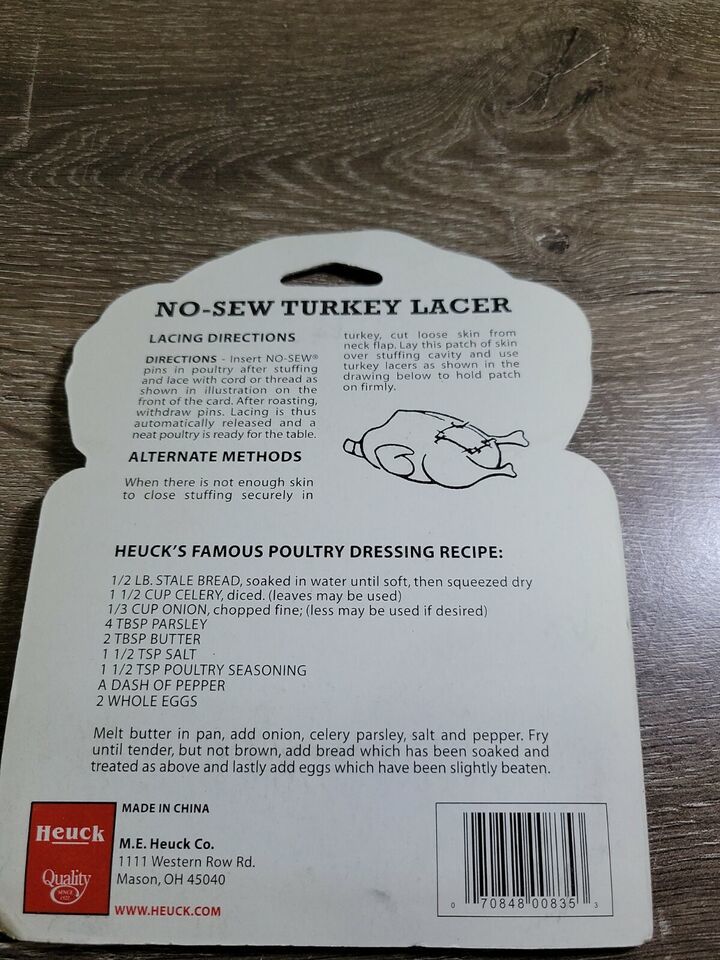 NO-SEW TURKEY LACER
LACING DIRECTIONS
DIRECTIONS - Insert NO-SEW®
pins in poultry after stuffing
and lace with cord or thread as
shown in illustration on the
front of the card. After roasting,
withdraw pins. Lacing is thus
automatically released and a
neat poultry is ready for the table.
ALTERNATE METHODS
When there is not enough skin
to close stuffing securely in
turkey, cut loose skin from
neck flap. Lay this patch of skin
over stuffing cavity and use
turkey lacers as shown in the
drawing below to hold patch
on firmly.
HEUCK'S FAMOUS POULTRY DRESSING RECIPE:
1/2 LB. STALE BREAD, soaked in water until soft, then squeezed dry
1 1/2 CUP CELERY, diced. (leaves may be used)
1/3 CUP ONION, chopped fine; (less may be used if desired)
4 TBSP PARSLEY
2 TBSP BUTTER
1 1/2 TSP SALT
1 1/2 TSP POULTRY SEASONING
A DASH OF PEPPER
2 WHOLE EGGS
Melt butter in pan, add onion, celery parsley, salt and pepper. Fry
until tender, but not brown, add bread which has been soaked and
treated as above and lastly add eggs which have been slightly beaten.
Heuck
Quality
SINCE
1922
MADE IN CHINA
M.E. Heuck Co.
1111 Western Row Rd.
Mason, OH 45040
WWW.HEUCK.COM
0 70848 00835 3